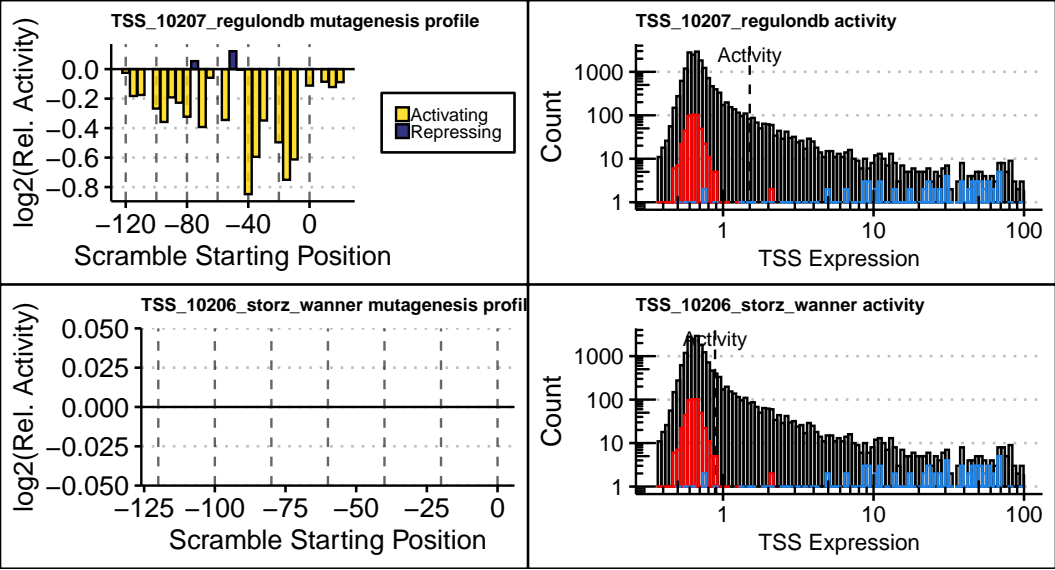 TSS_10207_regulondb mutagenesis profile
log2(Rel. Activity)
0.0
−0.2
−0.4
−0.6
−0.8
−120 −80 −40 0
Scramble Starting Position
Activating
Repressing
TSS_10207_regulondb activity
Activity
Count
1000
100
10
1
1 10 100
TSS Expression
TSS_10206_storz_wanner mutagenesis profil
log2(Rel. Activity)
0.050
0.025
0.000
−0.025
−0.050
−125 −100 −75 −50 −25 0
Scramble Starting Position
TSS_10206_storz_wanner activity
Activity
Count
1000
100
10
1
1 10 100
TSS Expression